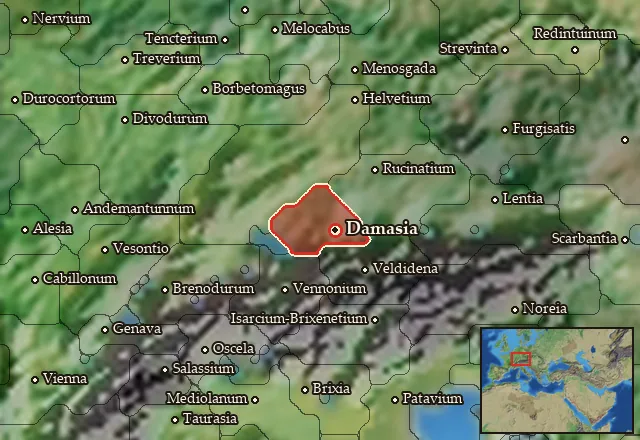 Nervium
Melocabus
Redintuinum
Tencterium
Strevinta
Treverium
Menosgada
Borbetomagus
Durocortorum
Helvetium
Divodurum
Furgisatis
Rucinatium
Lentia
Andemantunnum
Alesia
Damasia
Scarbantia
Vesontio
Veldidena
Cabillonum
Brenodurum
Vennonium
Noreia
Isarcium-Brixenetium
Genava
Oscela
Salassium
Vienna
Brixia
Mediolanum
Patavium
Taurasia